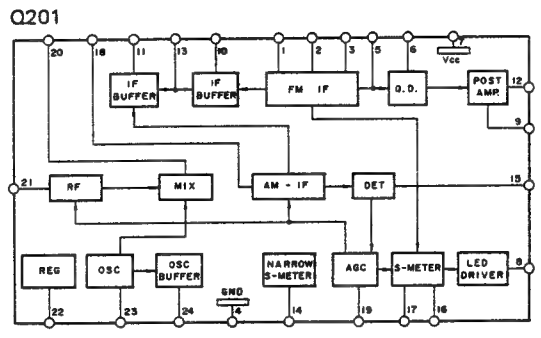 Q201
20 18 11 13 10 1 2 3 5 6 7
Vcc
IF BUFFER
IF BUFFER
FM IF
Q.D.
POST AMP.
12
9
21
RF
MIX
AM - IF
DET
15
REG
OSC
OSC BUFFER
NARROW S-METER
AGC
S-METER
LED DRIVER
8
GND
22 23 24 4 14 19 17 16